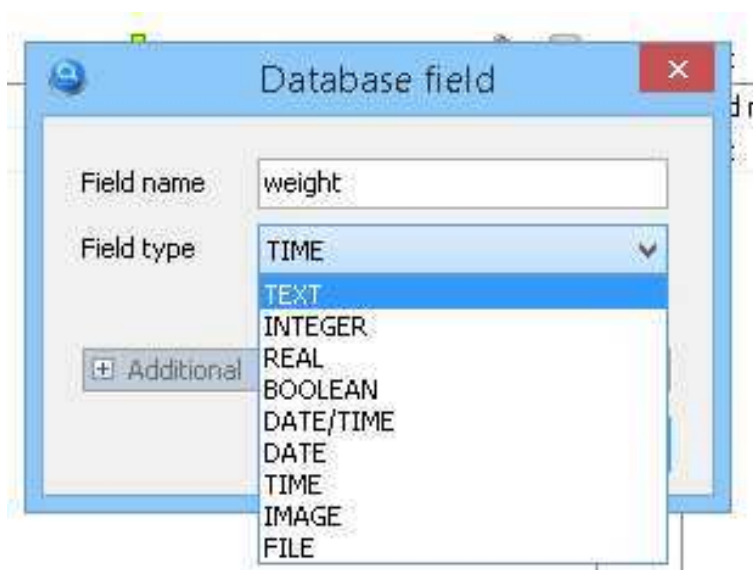 Database field
Field name weight
Field type TIME
TEXT
INTEGER
REAL
Additional
BOOLEAN
DATE/TIME
DATE
TIME
IMAGE
FILE